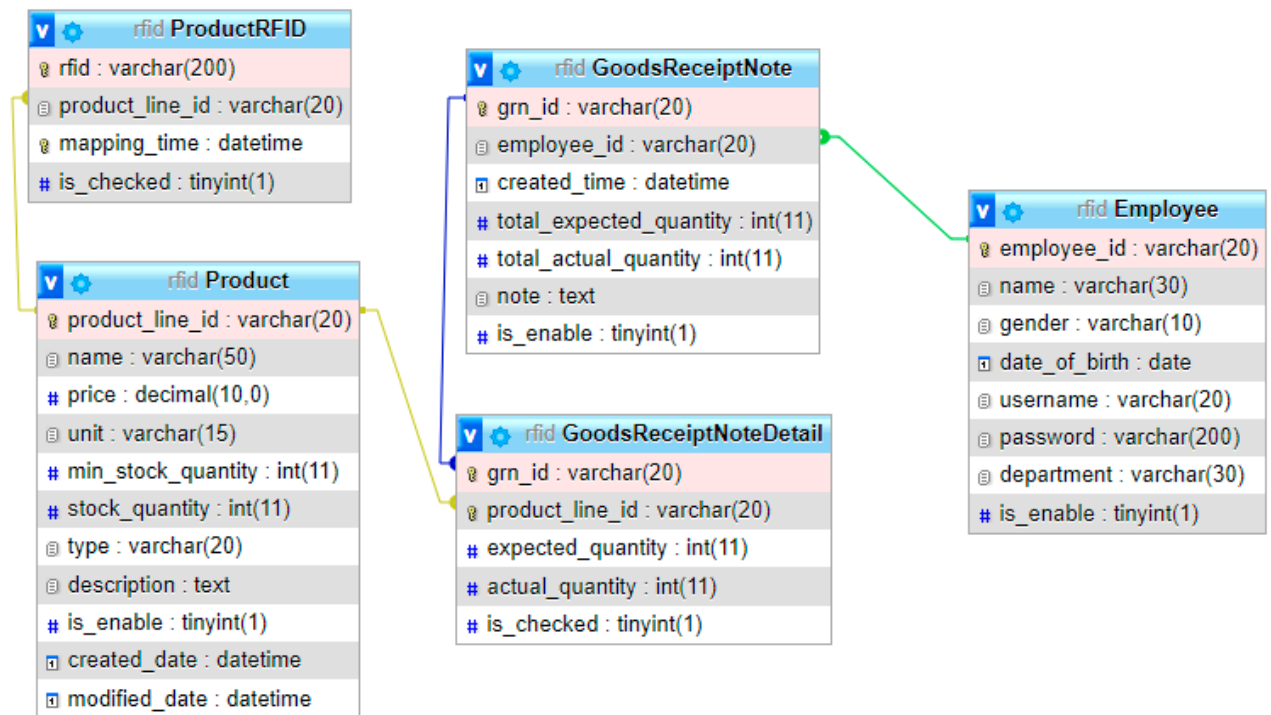 v rfid ProductRFID
rfid : varchar(200)
product_line_id : varchar(20)
mapping_time : datetime
# is_checked : tinyint(1)
v rfid Product
product_line_id : varchar(20)
name : varchar(50)
# price : decimal(10,0)
unit : varchar(15)
# min_stock_quantity : int(11)
# stock_quantity : int(11)
type : varchar(20)
description : text
# is_enable : tinyint(1)
created_date : datetime
modified_date : datetime
v rfid GoodsReceiptNote
grn_id : varchar(20)
employee_id : varchar(20)
created_time : datetime
# total_expected_quantity : int(11)
# total_actual_quantity : int(11)
note : text
# is_enable : tinyint(1)
v rfid GoodsReceiptNoteDetail
grn_id : varchar(20)
product_line_id : varchar(20)
# expected_quantity : int(11)
# actual_quantity : int(11)
# is_checked : tinyint(1)
v rfid Employee
employee_id : varchar(20)
name : varchar(30)
gender : varchar(10)
date_of_birth : date
username : varchar(20)
password : varchar(200)
department : varchar(30)
# is_enable : tinyint(1)